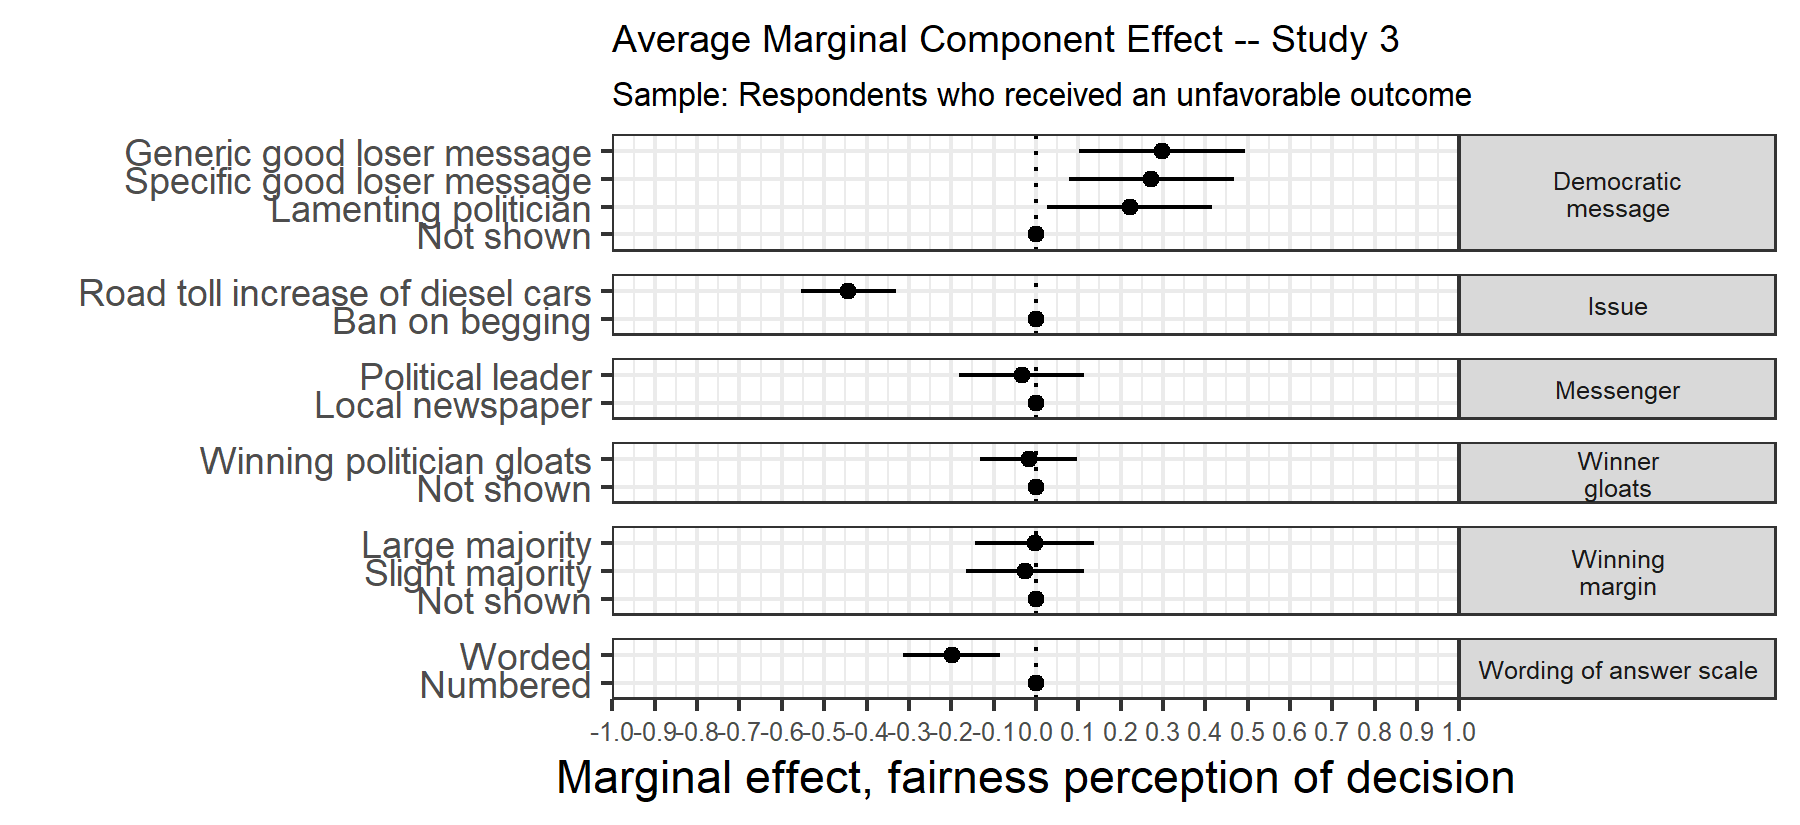 Average Marginal Component Effect -- Study 3
Sample: Respondents who received an unfavorable outcome
Generic good loser message
Specific good loser message
Lamenting politician
Not shown
Democratic
message
Road toll increase of diesel cars
Ban on begging
Issue
Political leader
Local newspaper
Messenger
Winning politician gloats
Not shown
Winner
gloats
Large majority
Slight majority
Not shown
Winning
margin
Worded
Numbered
Wording of answer scale
-1.0 -0.9 -0.8 -0.7 -0.6 -0.5 -0.4 -0.3 -0.2 -0.1 0.0 0.1 0.2 0.3 0.4 0.5 0.6 0.7 0.8 0.9 1.0
Marginal effect, fairness perception of decision